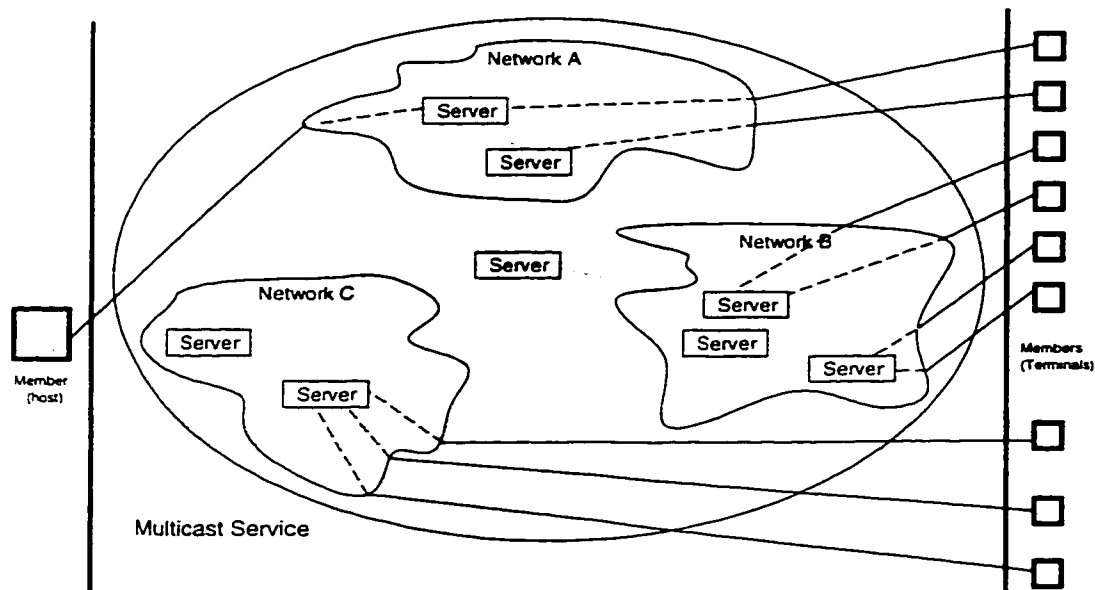 Network A
Server
Server
Server
Network B
Server
Server
Server
Network C
Server
Server
Member
(host)
Members
(Terminals)
Multicast Service